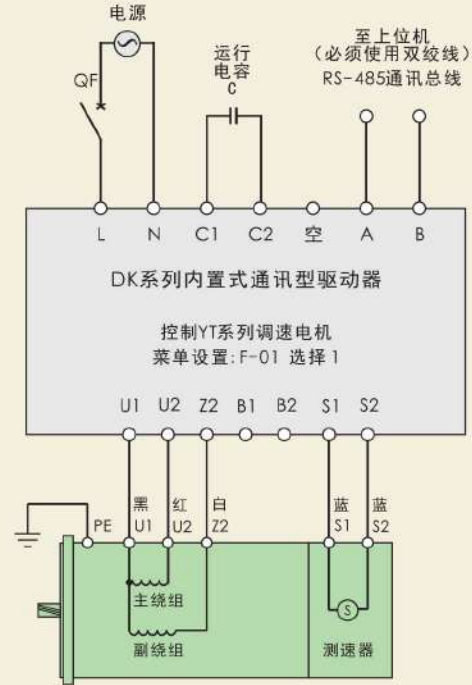 电源
QF
运行
电容
C
至上位机
(必须使用双绞线)
RS-485通讯总线
L N C1 C2 空 A B
DK系列内置式通讯型驱动器
控制YT系列调速电机
菜单设置:F-01 选择1
U1 U2 Z2 B1 B2 S1 S2
黑 红 白 蓝 蓝
PE U1 U2 Z2 S1 S2
主绕组
S
副绕组
测速器